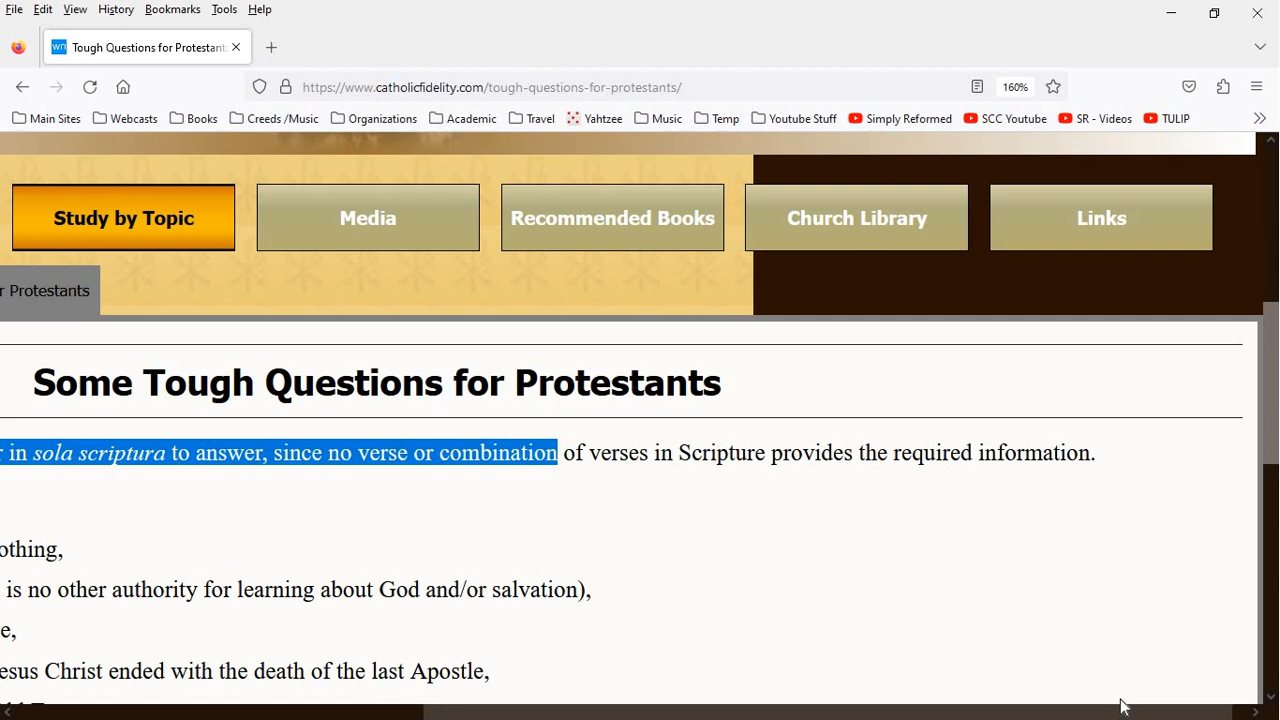 File Edit View History Bookmarks Tools Help
wn Tough Questions for Protestant
https://www.catholicfidelity.com/tough-questions-for-protestants/ 160%
Main Sites Webcasts Books Creeds /Music Organizations Academic Travel Yahtzee Music Temp Youtube Stuff Simply Reformed SCC Youtube SR - Videos TULIP
Study by Topic Media Recommended Books Church Library Links
r Protestants
Some Tough Questions for Protestants
r in sola scriptura to answer, since no verse or combination of verses in Scripture provides the required information.
othing,
is no other authority for learning about God and/or salvation),
e,
esus Christ ended with the death of the last Apostle,